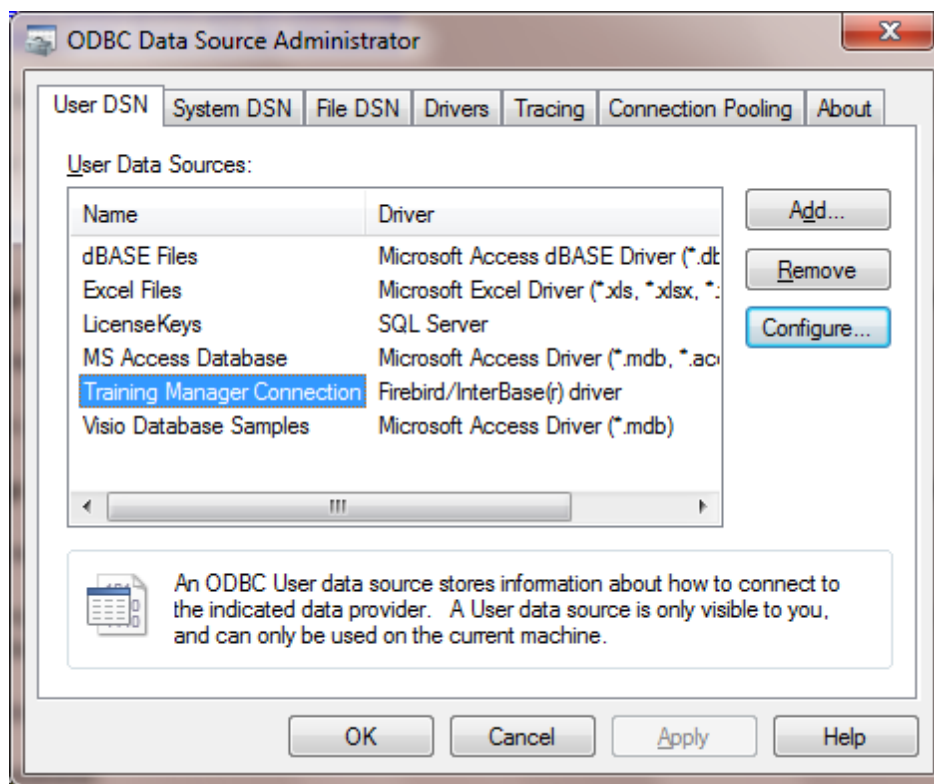 ODBC Data Source Administrator
User DSN System DSN File DSN Drivers Tracing Connection Pooling About
User Data Sources:
Name Driver
dBASE Files Microsoft Access dBASE Driver (*.db
Excel Files Microsoft Excel Driver (*.xls, *.xlsx, *.
LicenseKeys SQL Server
MS Access Database Microsoft Access Driver (*.mdb, *.acc
Training Manager Connection Firebird/InterBase(r) driver
Visio Database Samples Microsoft Access Driver (*.mdb)
Add...
Remove
Configure...
An ODBC User data source stores information about how to connect to
the indicated data provider. A User data source is only visible to you,
and can only be used on the current machine.
OK Cancel Apply Help